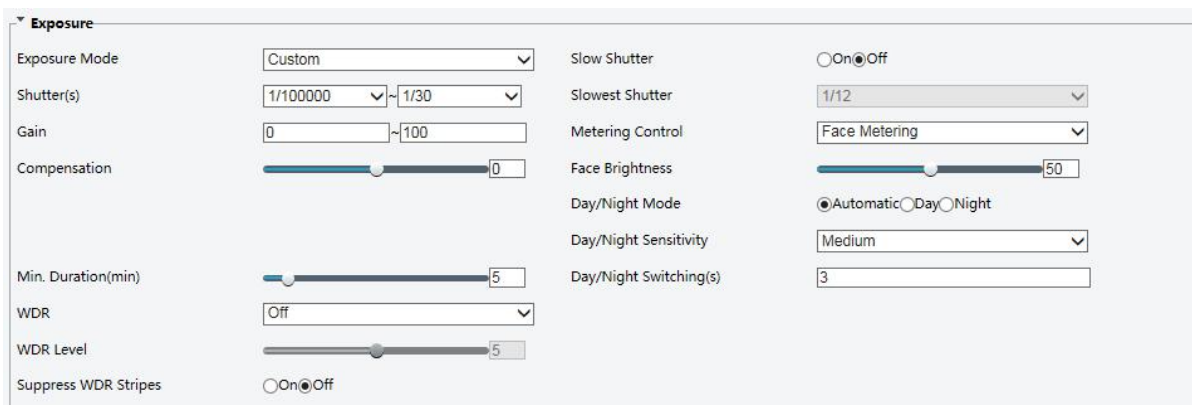 Exposure
Exposure Mode Custom Slow Shutter On Off
Shutter(s) 1/100000 ~ 1/30 Slowest Shutter 1/12
Gain 0 ~ 100 Metering Control Face Metering
Compensation 0 Face Brightness 50
Day/Night Mode Automatic Day Night
Day/Night Sensitivity Medium
Min. Duration(min) 5 Day/Night Switching(s) 3
WDR Off
WDR Level 5
Suppress WDR Stripes On Off